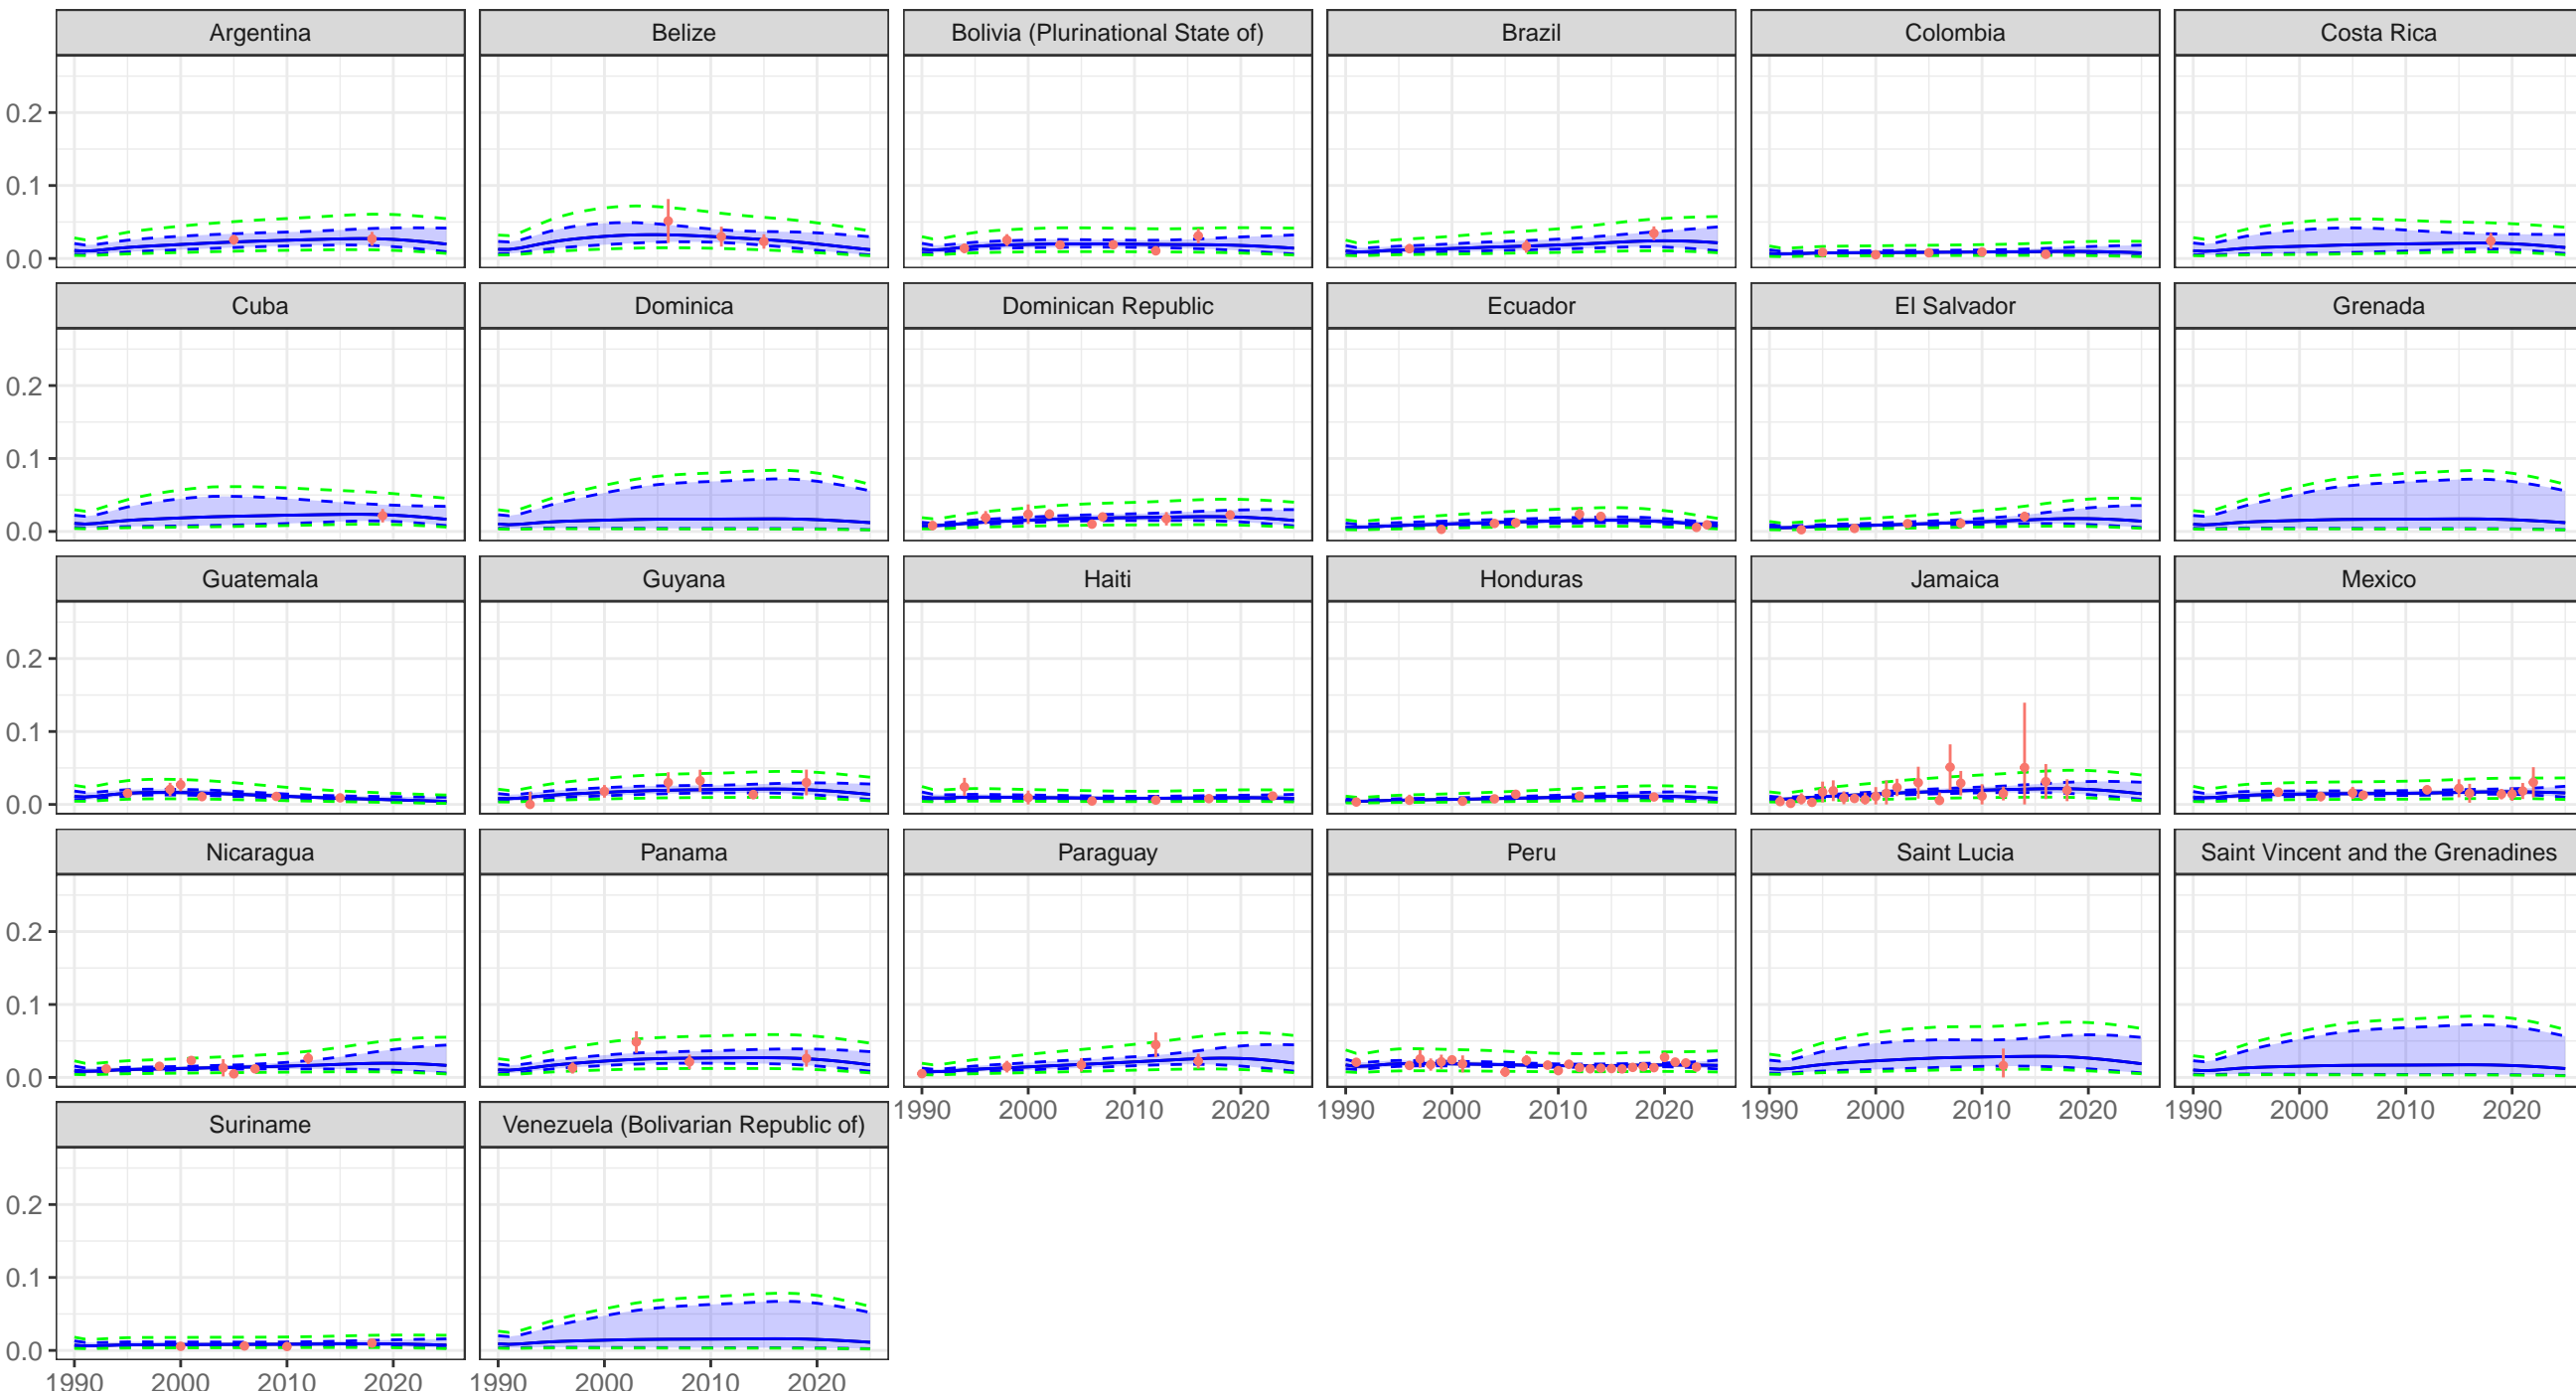 Argentina
Belize
Bolivia (Plurinational State of)
Brazil
Colombia
Costa Rica
0.2
0.1
0.0
Cuba
Dominica
Dominican Republic
Ecuador
El Salvador
Grenada
0.2
0.1
0.0
Guatemala
Guyana
Haiti
Honduras
Jamaica
Mexico
0.2
0.1
0.0
Nicaragua
Panama
Paraguay
Peru
Saint Lucia
Saint Vincent and the Grenadines
0.2
0.1
0.0
1990 2000 2010 2020
1990 2000 2010 2020
1990 2000 2010 2020
1990 2000 2010 2020
Suriname
Venezuela (Bolivarian Republic of)
0.2
0.1
0.0
1990 2000 2010 2020
1990 2000 2010 2020